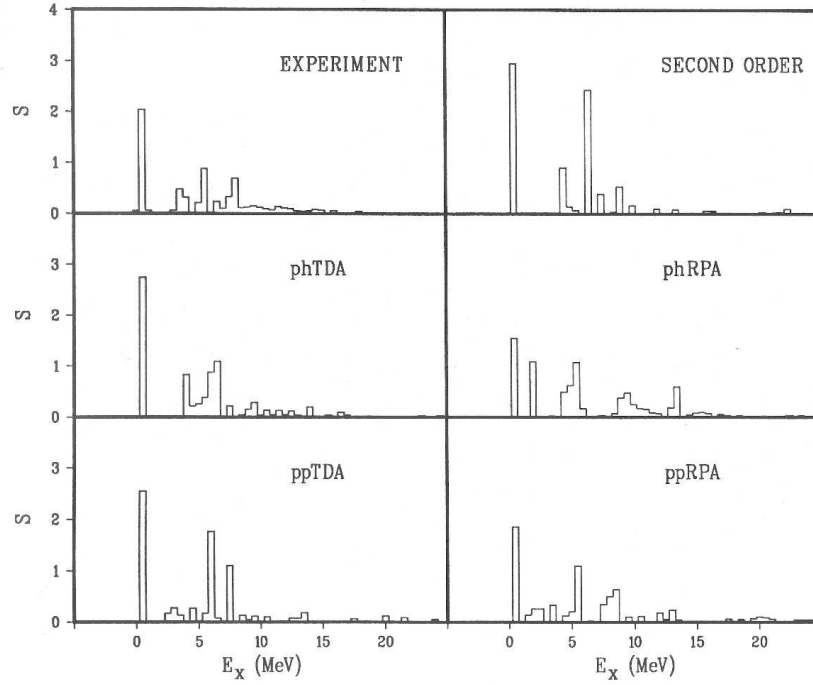 4
EXPERIMENT
SECOND ORDER
3
S
2
1
0
phTDA
phRPA
3
S
2
1
0
ppTDA
ppRPA
3
S
2
1
0
0 5 10 15 20
0 5 10 15 20
E_x (MeV)
E_x (MeV)